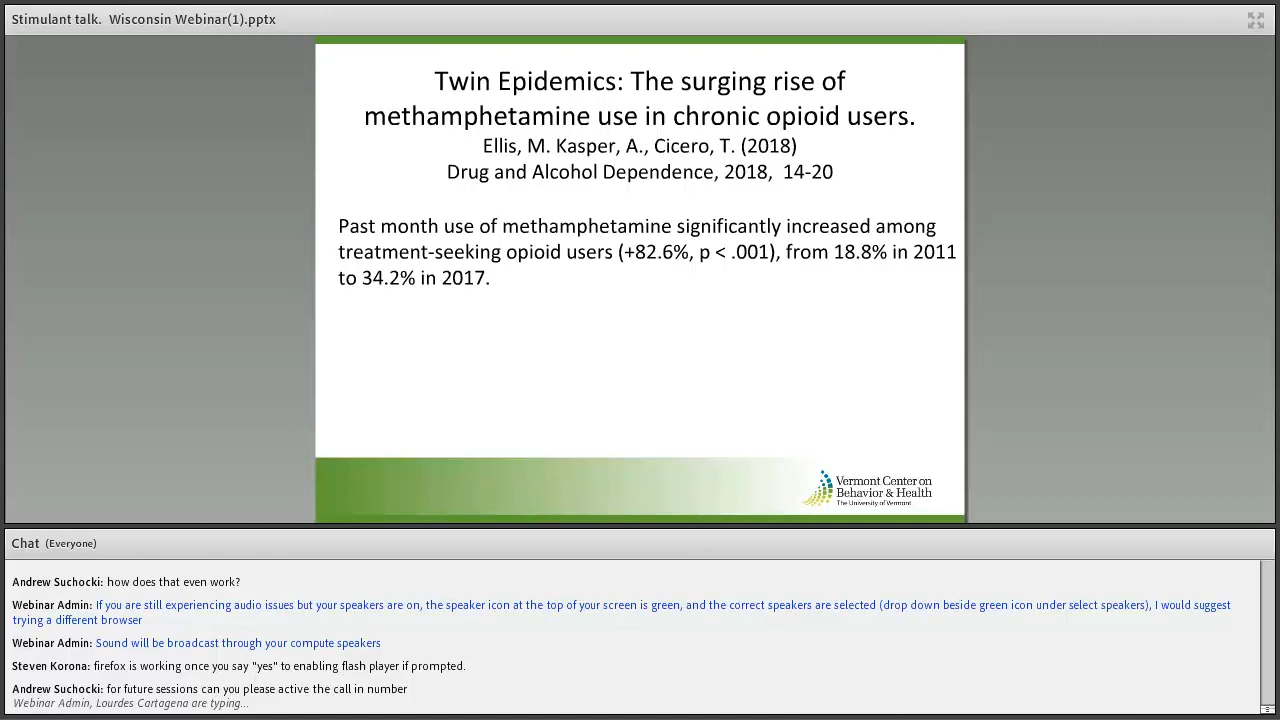 Stimulant talk.  Wisconsin Webinar(1).pptx
Twin Epidemics: The surging rise of
methamphetamine use in chronic opioid users.
Ellis, M. Kasper, A., Cicero, T. (2018)
Drug and Alcohol Dependence, 2018,  14-20
Past month use of methamphetamine significantly increased among
treatment-seeking opioid users (+82.6%, p < .001), from 18.8% in 2011
to 34.2% in 2017.
Vermont Center on
Behavior & Health
The University of Vermont
Chat (Everyone)
Andrew Suchocki: how does that even work?
Webinar Admin: If you are still experiencing audio issues but your speakers are on, the speaker icon at the top of your screen is green, and the correct speakers are selected (drop down beside green icon under select speakers), I would suggest
trying a different browser
Webinar Admin: Sound will be broadcast through your compute speakers
Steven Korona: firefox is working once you say "yes" to enabling flash player if prompted.
Andrew Suchocki: for future sessions can you please active the call in number
Webinar Admin, Lourdes Cartagena are typing...